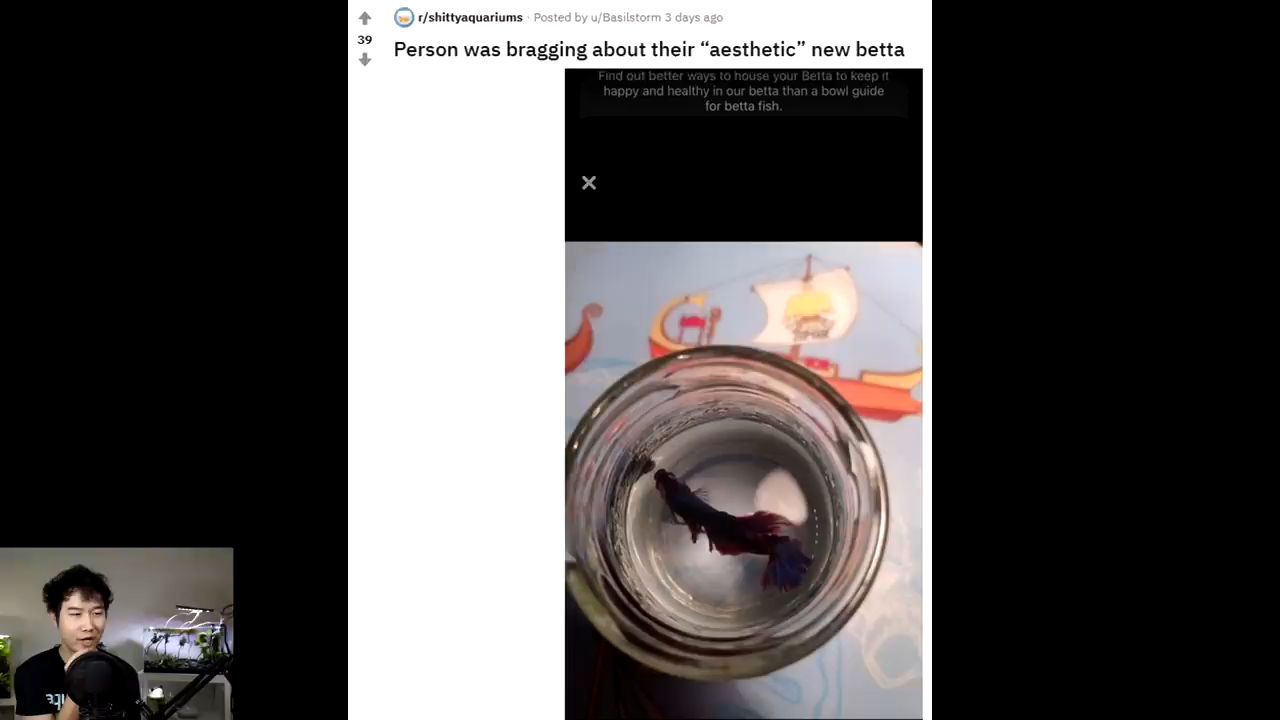 r/shittyaquariums · Posted by u/Basilstorm 3 days ago
39
Person was bragging about their “aesthetic” new betta
Find out better ways to house your Betta to keep it
happy and healthy in our betta than a bowl guide
for betta fish.